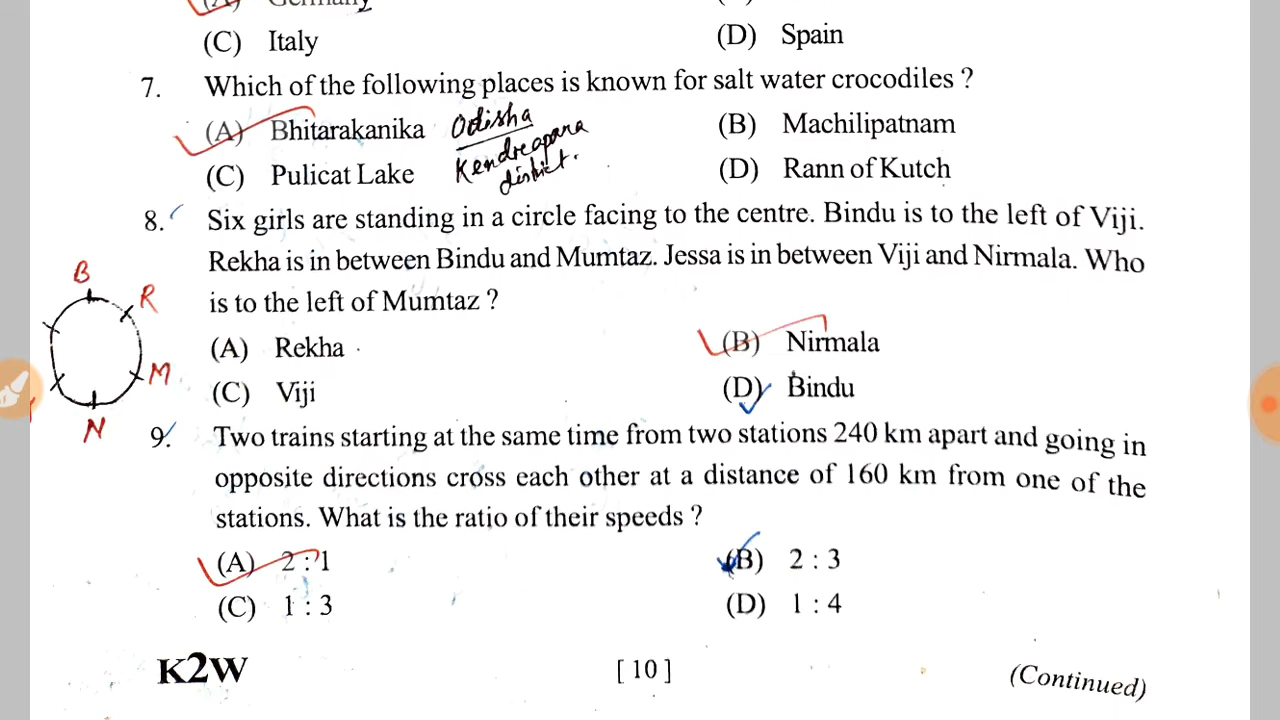 (A) Germany
(C) Italy (D) Spain
7. Which of the following places is known for salt water crocodiles ?
(A) Bhitarakanika Odisha (B) Machilipatnam
Kendreapara
(C) Pulicat Lake district. (D) Rann of Kutch
8. Six girls are standing in a circle facing to the centre. Bindu is to the left of Viji.
Rekha is in between Bindu and Mumtaz. Jessa is in between Viji and Nirmala. Who
is to the left of Mumtaz ?
B
R
(A) Rekha (B) Nirmala
M
(C) Viji (D) Bindu
N
9. Two trains starting at the same time from two stations 240 km apart and going in
opposite directions cross each other at a distance of 160 km from one of the
stations. What is the ratio of their speeds ?
(A) 2 : 1 (B) 2 : 3
(C) 1 : 3 (D) 1 : 4
K2W [ 10 ] (Continued)